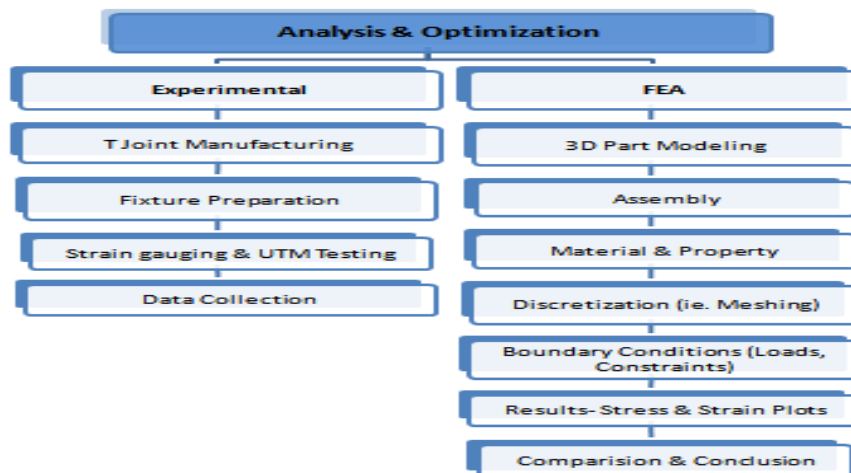 Analysis & Optimization
Experimental
T Joint Manufacturing
Fixture Preparation
Strain gauging & UTM Testing
Data Collection
FEA
3D Part Modeling
Assembly
Material & Property
Discretization (ie. Meshing)
Boundary Conditions (Loads,
Constraints)
Results- Stress & Strain Plots
Comparision & Conclusion